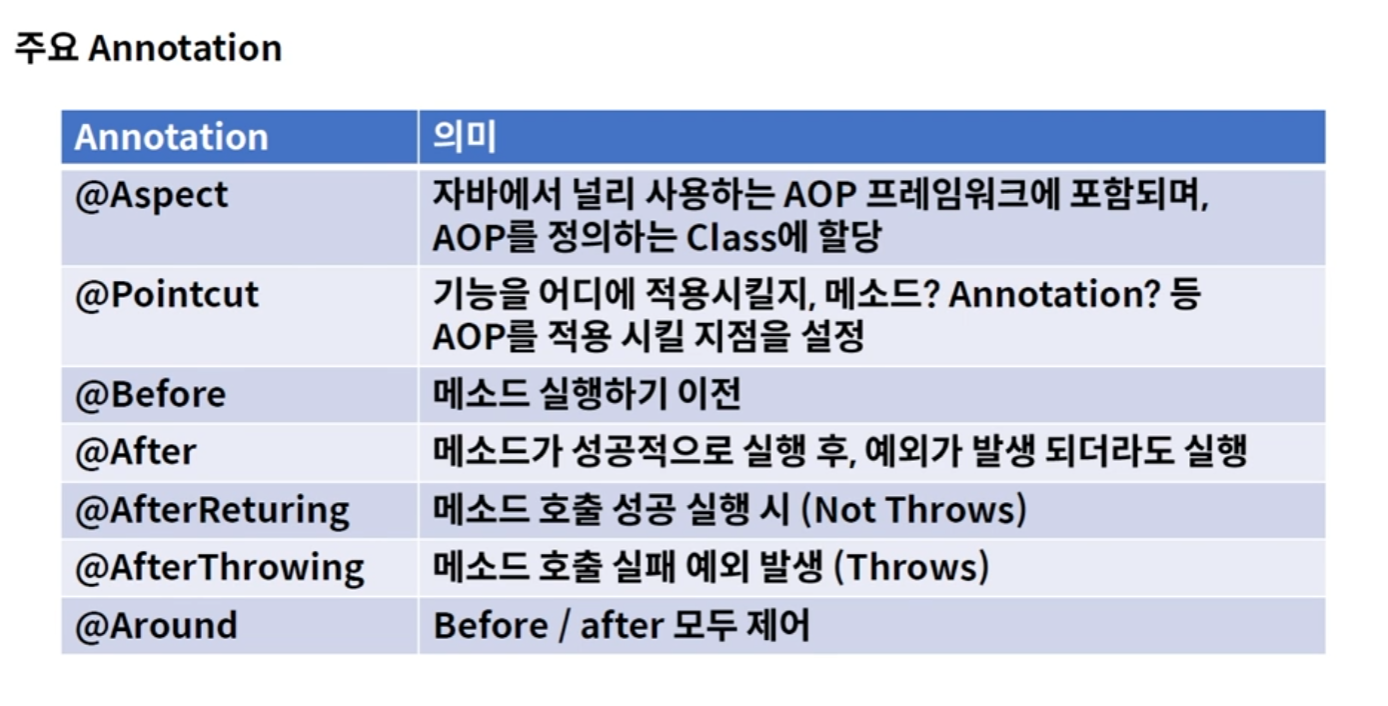 주요 Annotation
Annotation 의미
@Aspect 자바에서 널리 사용하는 AOP 프레임워크에 포함되며,
AOP를 정의하는 Class에 할당
@Pointcut 기능을 어디에 적용시킬지, 메소드? Annotation? 등
AOP를 적용 시킬 지점을 설정
@Before 메소드 실행하기 이전
@After 메소드가 성공적으로 실행 후, 예외가 발생 되더라도 실행
@AfterReturing 메소드 호출 성공 실행 시 (Not Throws)
@AfterThrowing 메소드 호출 실패 예외 발생 (Throws)
@Around Before / after 모두 제어